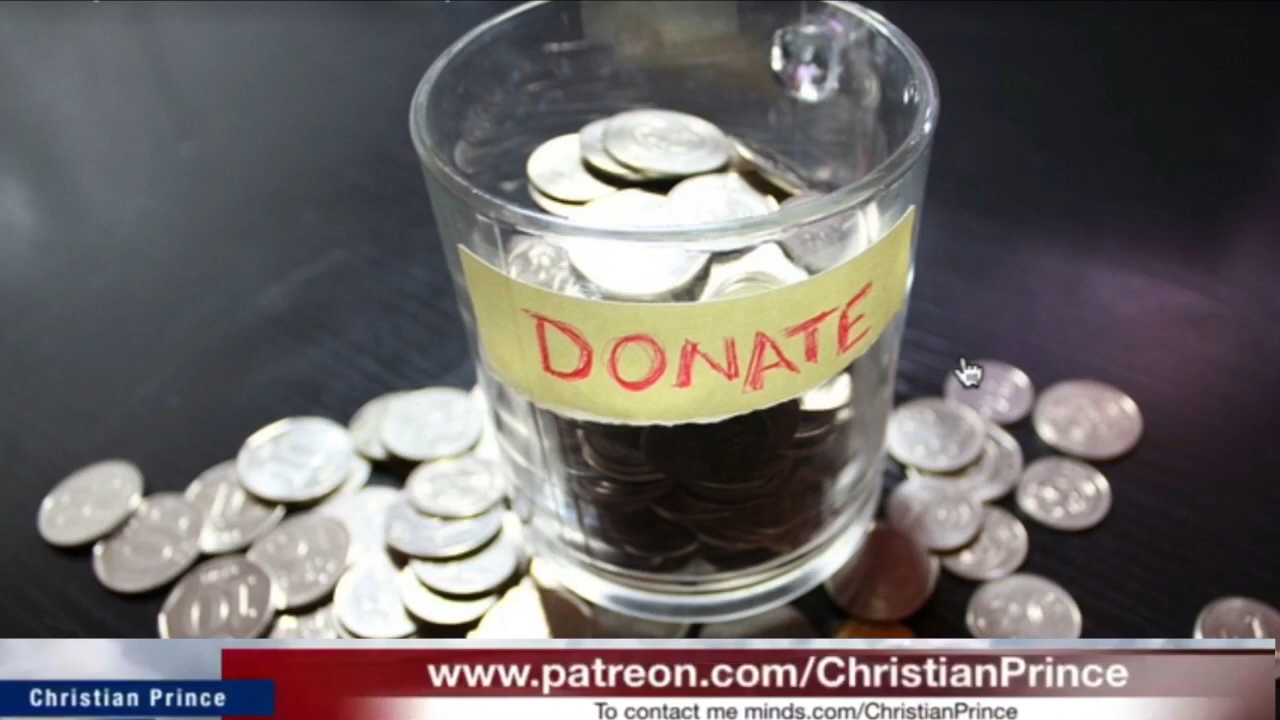 DONATE
www.patreon.com/ChristianPrince
Christian Prince
To contact me minds.com/ChristianPrince